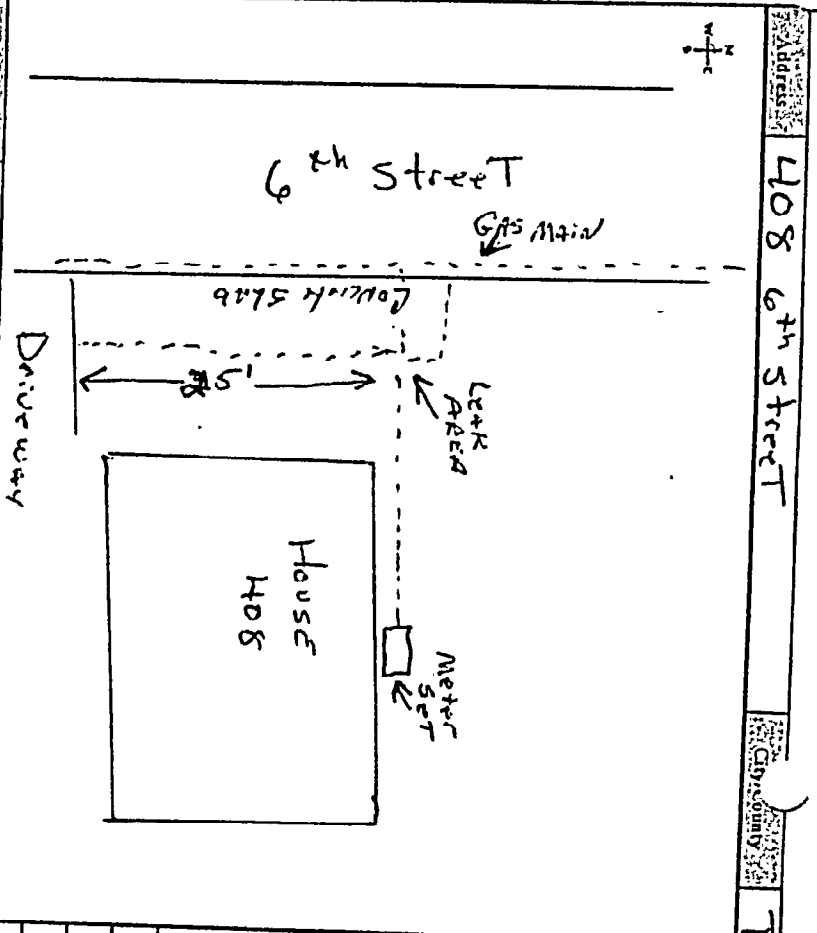 Address
408 6th StreeT
City/County
N
W
E
S
6th StreeT
GAS MAiN
Concrete Slab
LeAK
AREA
5'
DriveWay
HouSE
408
MeteR
SeT